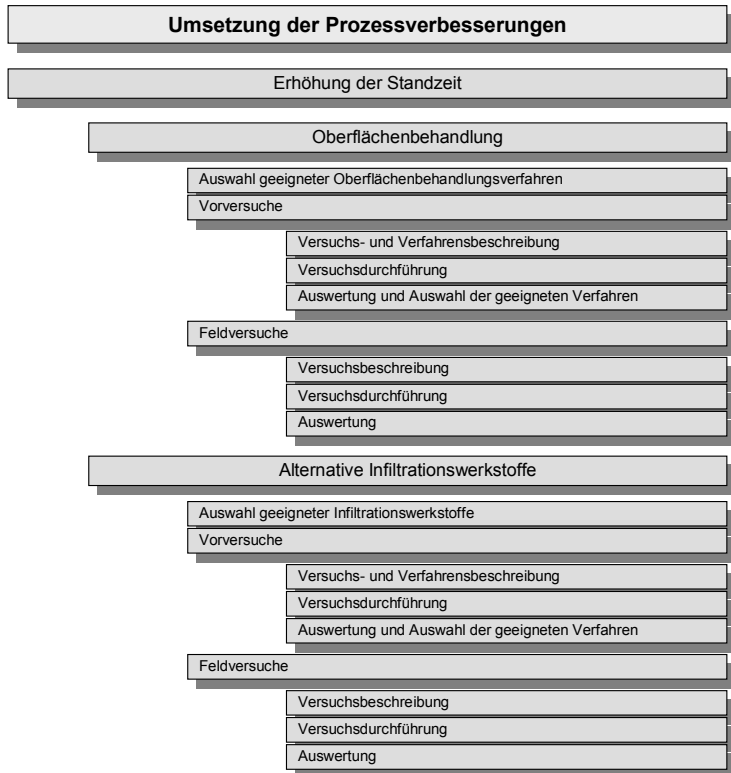 Umsetzung der Prozessverbesserungen
Erhöhung der Standzeit
Oberflächenbehandlung
Auswahl geeigneter Oberflächenbehandlungsverfahren
Vorversuche
Versuchs- und Verfahrensbeschreibung
Versuchsdurchführung
Auswertung und Auswahl der geeigneten Verfahren
Feldversuche
Versuchsbeschreibung
Versuchsdurchführung
Auswertung
Alternative Infiltrationswerkstoffe
Auswahl geeigneter Infiltrationswerkstoffe
Vorversuche
Versuchs- und Verfahrensbeschreibung
Versuchsdurchführung
Auswertung und Auswahl der geeigneten Verfahren
Feldversuche
Versuchsbeschreibung
Versuchsdurchführung
Auswertung